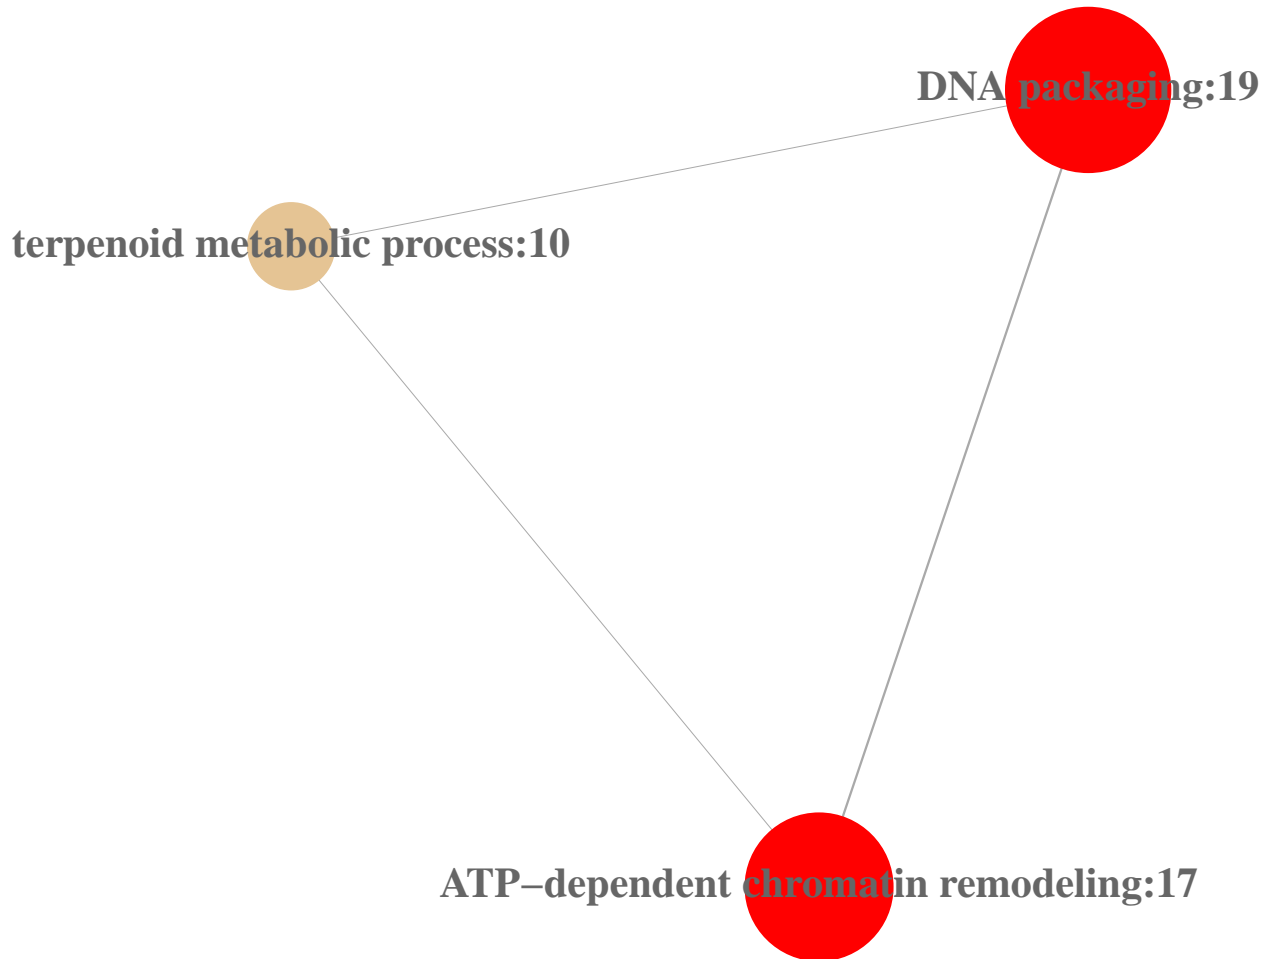 DNA packaging:19
terpenoid metabolic process:10
ATP−dependent chromatin remodeling:17